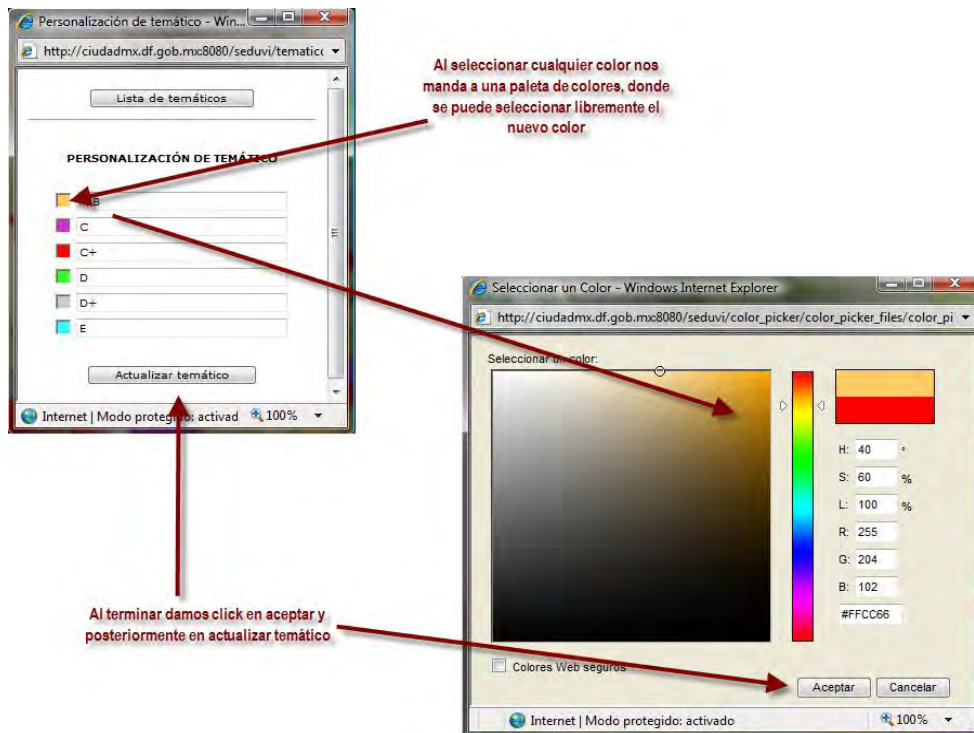 Personalización de temático - Win...
http://ciudadmx.df.gob.mx:8080/seduvi/tematico
Lista de temáticos
PERSONALIZACIÓN DE TEMÁTICO
B
C
C+
D
D+
E
Actualizar temático
Internet | Modo protegido: activad 100%
Al seleccionar cualquier color nos
manda a una paleta de colores, donde
se puede seleccionar libremente el
nuevo color
Seleccionar un Color - Windows Internet Explorer
http://ciudadmx.df.gob.mx:8080/seduvi/color_picker/color_picker_files/color_pi
Seleccionar un color:
H: 40 °
S: 60 %
L: 100 %
R: 255
G: 204
B: 102
#FFCC66
Colores Web seguros
Aceptar Cancelar
Internet | Modo protegido: activado 100%
Al terminar damos click en aceptar y
posteriormente en actualizar temático